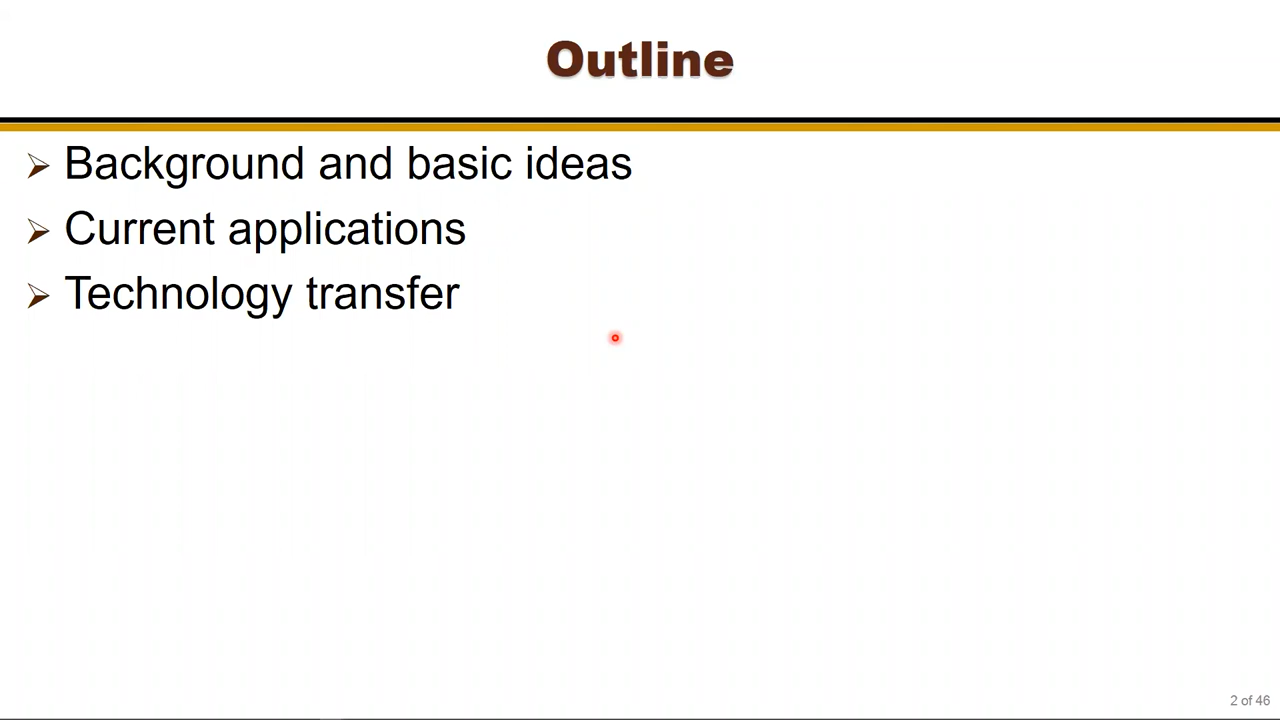 Outline
Background and basic ideas
Current applications
Technology transfer
2 of 46